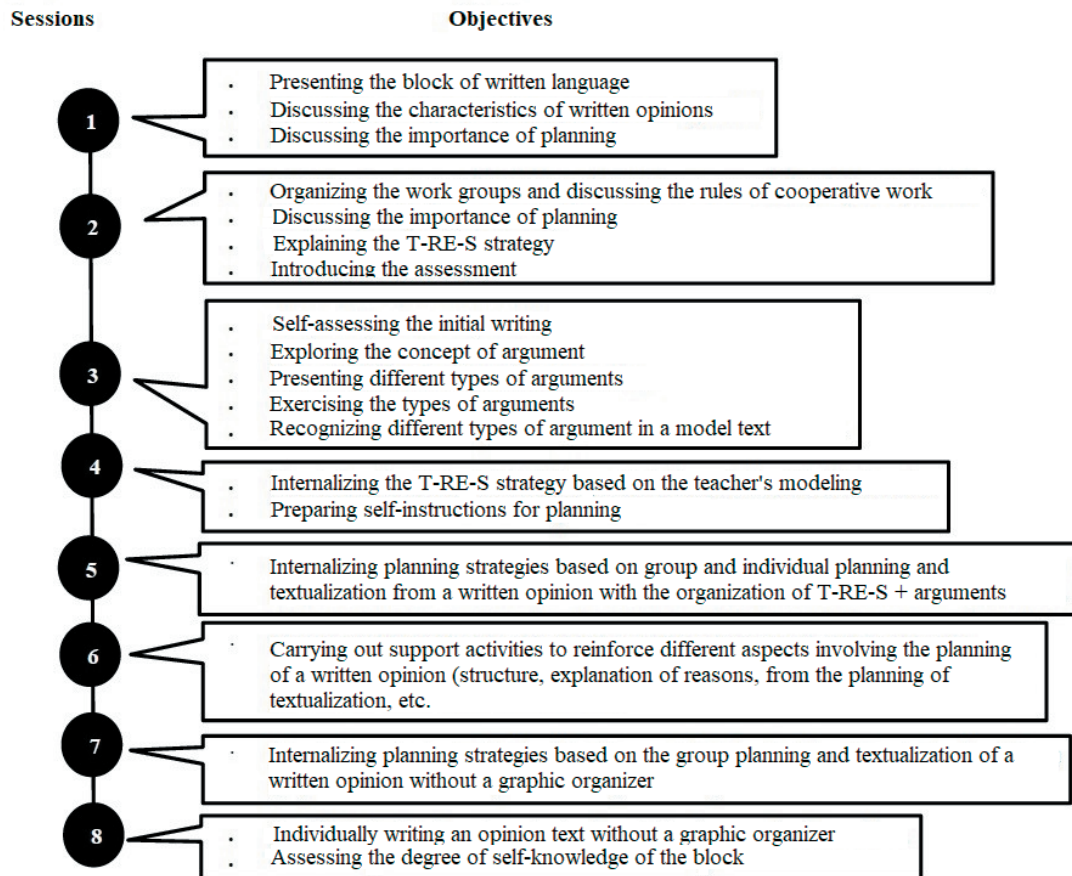 Sessions Objectives
1
. Presenting the block of written language
. Discussing the characteristics of written opinions
. Discussing the importance of planning
2
. Organizing the work groups and discussing the rules of cooperative work
. Discussing the importance of planning
. Explaining the T-RE-S strategy
. Introducing the assessment
3
. Self-assessing the initial writing
. Exploring the concept of argument
. Presenting different types of arguments
. Exercising the types of arguments
. Recognizing different types of argument in a model text
4
. Internalizing the T-RE-S strategy based on the teacher's modeling
. Preparing self-instructions for planning
5
. Internalizing planning strategies based on group and individual planning and
textualization from a written opinion with the organization of T-RE-S + arguments
6
. Carrying out support activities to reinforce different aspects involving the planning
of a written opinion (structure, explanation of reasons, from the planning of
textualization, etc.
7
. Internalizing planning strategies based on the group planning and textualization of a
written opinion without a graphic organizer
8
. Individually writing an opinion text without a graphic organizer
. Assessing the degree of self-knowledge of the block